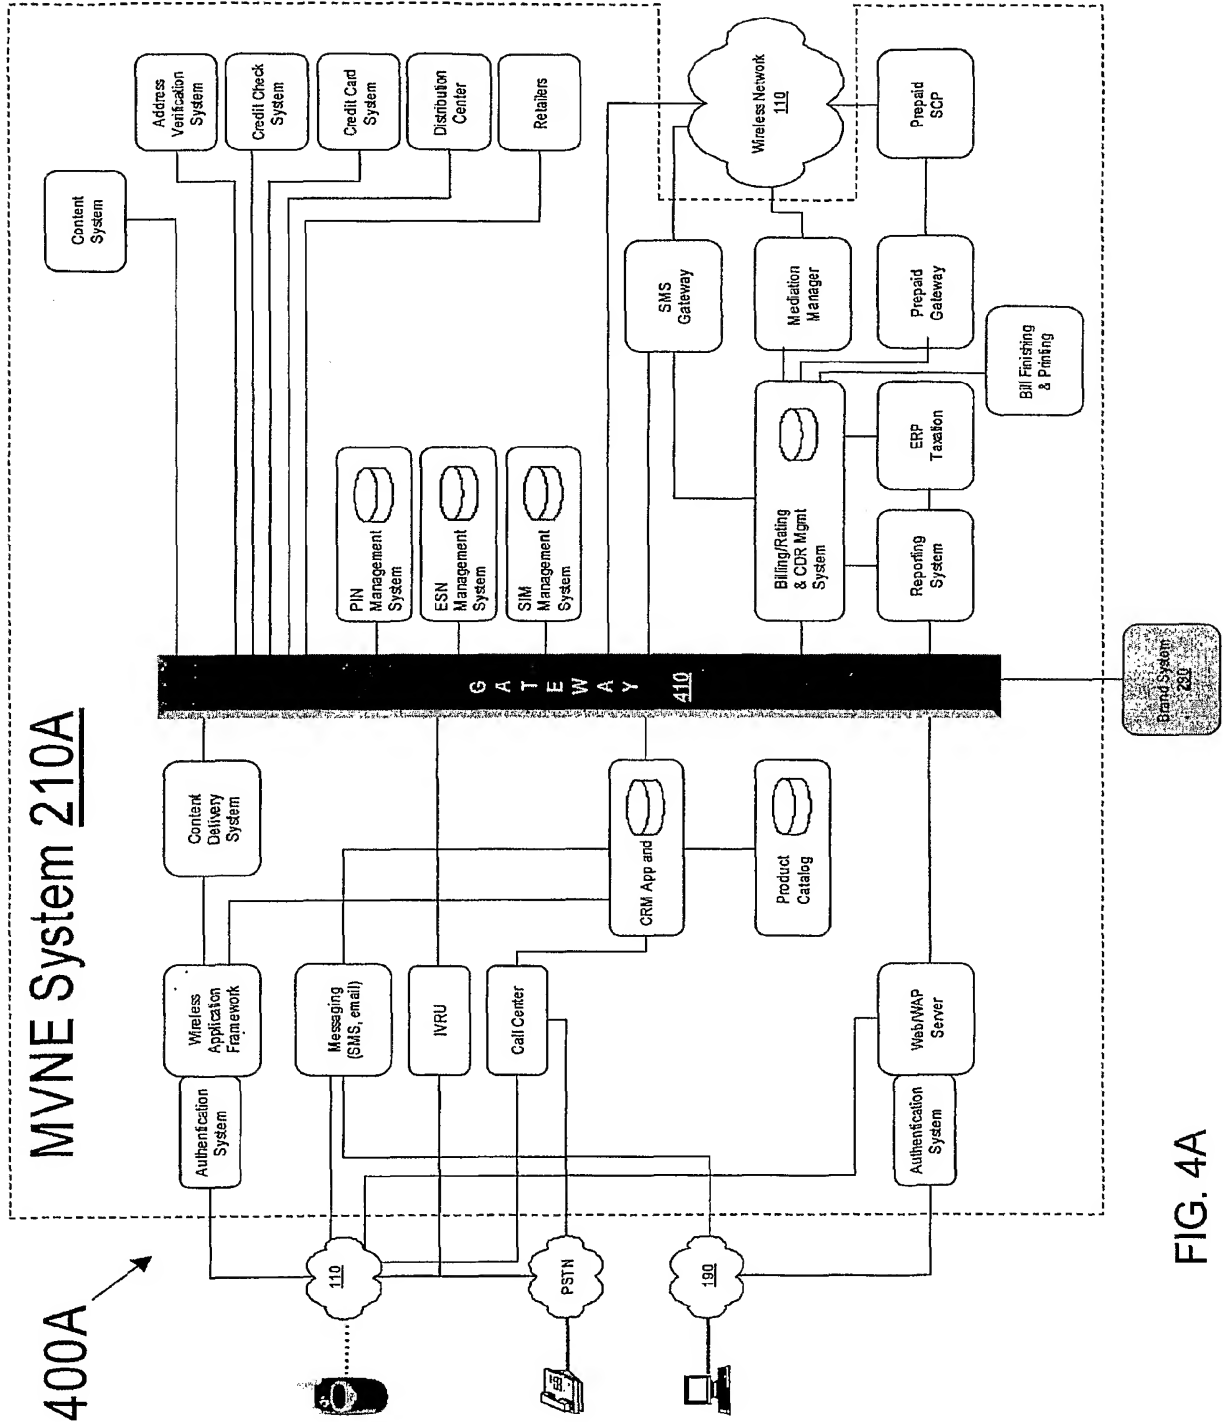 400A
MVNE System 210A
Content
System
Address
Verification
System
Credit Check
System
Credit Card
System
Distribution
Center
Retailers
Content
Delivery
System
Wireless
Application
Framework
Authentication
System
Messaging
(SMS, email)
IVRU
Call Center
CRM App and
Product
Catalog
Web/WAP
Server
Authentication
System
110
PSTN
190
GATEWAY
410
PIN
Management
System
ESN
Management
System
SIM
Management
System
SMS
Gateway
Wireless Network
110
Mediation
Manager
Prepaid
SCP
Prepaid
Gateway
Billing/Rating
& CDR Mgmt
System
ERP
Taxation
Reporting
System
Bill Finishing
& Printing
Brand System
230
FIG. 4A